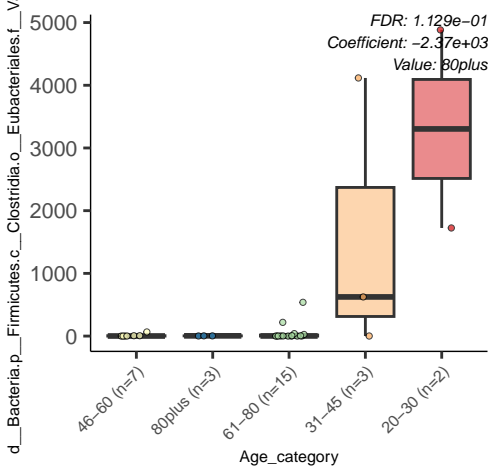 FDR: 1.129e−01
Coefficient: −2.37e+03
Value: 80plus
d__Bacteria.p__Firmicutes.c__Clostridia.o__Eubacteriales.f__V
5000
4000
3000
2000
1000
0
46−60 (n=7)
80plus (n=3)
61−80 (n=15)
31−45 (n=3)
20−30 (n=2)
Age_category